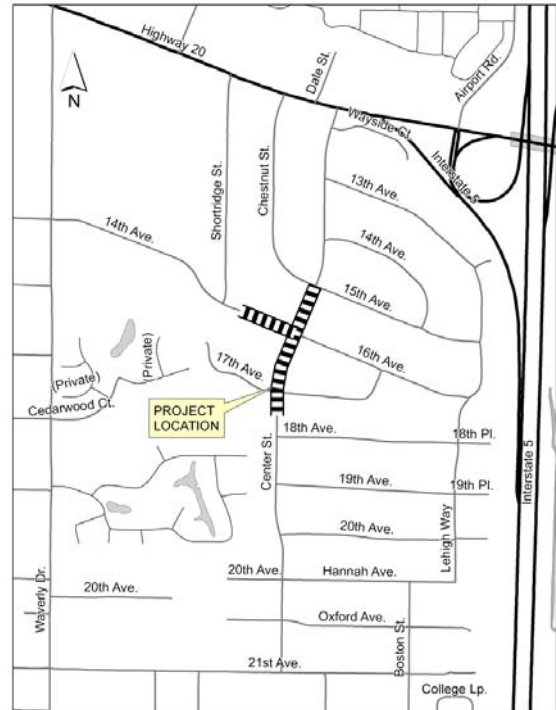 Highway 20
Dale St.
Airport Rd.
N
Wayside Ct.
Interstate 5
Shortridge St.
Chestnut St.
13th Ave.
14th Ave.
14th Ave.
15th Ave.
16th Ave.
17th Ave.
(Private)
(Private)
Cedarwood Ct.
PROJECT
LOCATION
18th Ave.
18th Pl.
Center St.
19th Ave.
19th Pl.
Interstate 5
20th Ave.
Lehigh Way
20th Ave.
Hannah Ave.
Waverly Dr.
20th Ave.
Oxford Ave.
Boston St.
21st Ave.
College Lp.